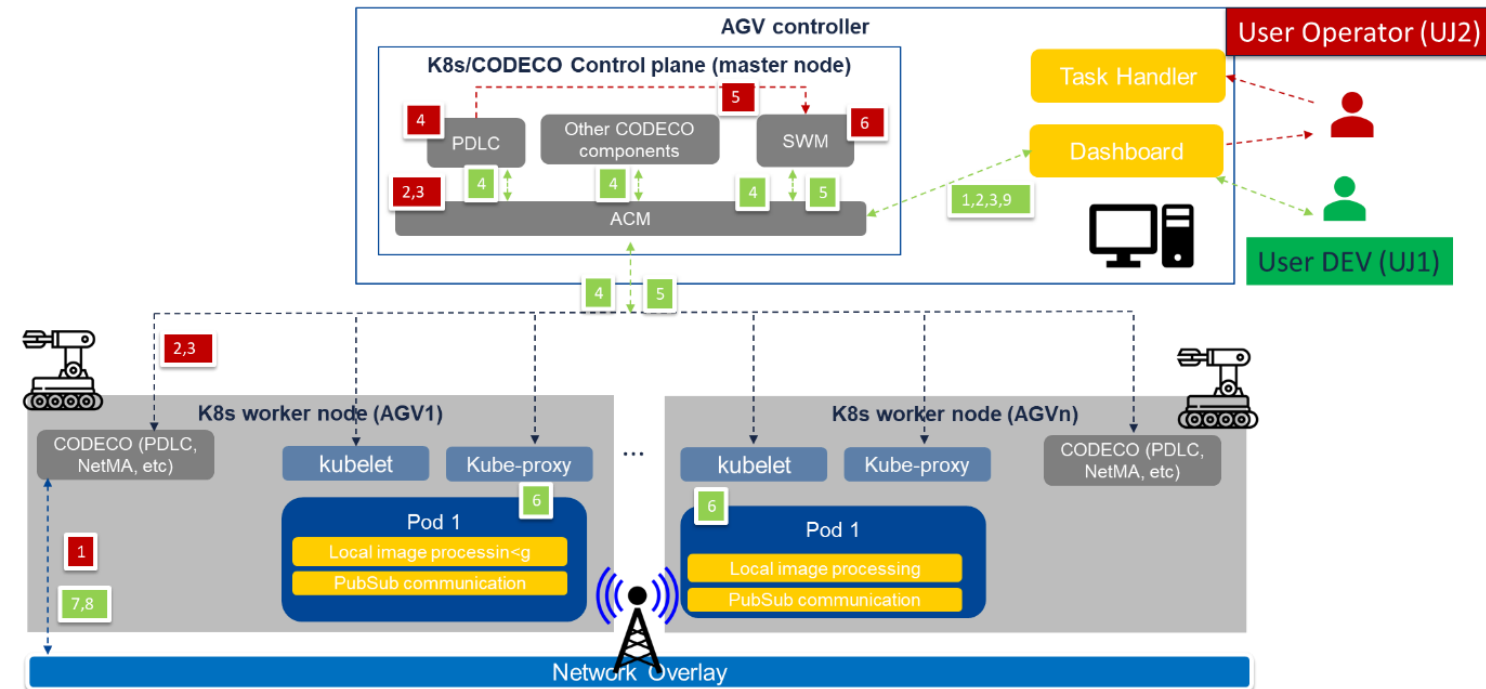 AGV controller
User Operator (UJ2)
K8s/CODECO Control plane (master node)
Task Handler
5
4
6
PDLC
Other CODECO
components
SWM
Dashboard
2,3
4
4
4
5
1,2,3,9
ACM
User DEV (UJ1)
4
5
2,3
K8s worker node (AGV1)
K8s worker node (AGVn)
CODECO (PDLC,
NetMA, etc)
kubelet
Kube-proxy
...
kubelet
Kube-proxy
CODECO (PDLC,
NetMA, etc)
6
6
Pod 1
Pod 1
1
Local image processin<g
Local image processing
7,8
PubSub communication
PubSub communication
Network Overlay